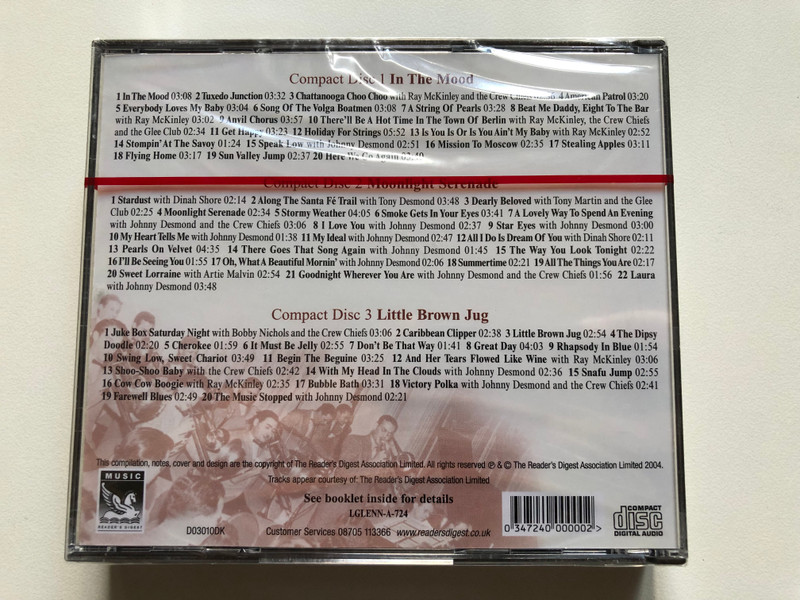 Compact Disc 1 In The Mood
1 In The Mood 03:08 2 Tuxedo Junction 03:32 3 Chattanooga Choo Choo with Ray McKinley and the Crew Chiefs 4 American Patrol 03:20
5 Everybody Loves My Baby 03:04 6 Song Of The Volga Boatmen 03:08 7 A String Of Pearls 03:28 8 Beat Me Daddy, Eight To The Bar
with Ray McKinley 03:02 9 Anvil Chorus 03:57 10 There'll Be A Hot Time In The Town Of Berlin with Ray McKinley, the Crew Chiefs
and the Glee Club 02:34 11 Get Happy 03:23 12 Holiday For Strings 05:52 13 Is You Is Or Is You Ain't My Baby with Ray McKinley 02:52
14 Stompin' At The Savoy 01:24 15 Speak Low with Johnny Desmond 02:51 16 Mission To Moscow 02:35 17 Stealing Apples 03:11
18 Flying Home 03:17 19 Sun Valley Jump 02:37 20 Here We Go Again 03:40
Compact Disc 2 Moonlight Serenade
1 Stardust with Dinah Shore 02:14 2 Along The Santa Fé Trail with Tony Desmond 03:48 3 Dearly Beloved with Tony Martin and the Glee
Club 02:25 4 Moonlight Serenade 02:34 5 Stormy Weather 04:05 6 Smoke Gets In Your Eyes 03:41 7 A Lovely Way To Spend An Evening
with Johnny Desmond and the Crew Chiefs 03:06 8 I Love You with Johnny Desmond 02:37 9 Star Eyes with Johnny Desmond 03:00
10 My Heart Tells Me with Johnny Desmond 01:38 11 My Ideal with Johnny Desmond 02:47 12 All I Do Is Dream Of You with Dinah Shore 02:11
13 Pearls On Velvet 04:35 14 There Goes That Song Again with Johnny Desmond 01:45 15 The Way You Look Tonight 02:22
16 I'll Be Seeing You 01:55 17 Oh, What A Beautiful Mornin' with Johnny Desmond 02:06 18 Summertime 02:21 19 All The Things You Are 02:17
20 Sweet Lorraine with Artie Malvin 02:54 21 Goodnight Wherever You Are with Johnny Desmond and the Crew Chiefs 01:56 22 Laura
with Johnny Desmond 03:48
Compact Disc 3 Little Brown Jug
1 Juke Box Saturday Night with Bobby Nichols and the Crew Chiefs 03:06 2 Caribbean Clipper 02:38 3 Little Brown Jug 02:54 4 The Dipsy
Doodle 02:20 5 Cherokee 01:59 6 It Must Be Jelly 02:55 7 Don't Be That Way 01:41 8 Great Day 04:03 9 Rhapsody In Blue 01:54
10 Swing Low, Sweet Chariot 03:49 11 Begin The Beguine 03:25 12 And Her Tears Flowed Like Wine with Ray McKinley 03:06
13 Shoo-Shoo Baby with the Crew Chiefs 02:42 14 With My Head In The Clouds with Johnny Desmond 02:36 15 Snafu Jump 02:55
16 Cow Cow Boogie with Ray McKinley 02:35 17 Bubble Bath 03:31 18 Victory Polka with Johnny Desmond and the Crew Chiefs 02:41
19 Farewell Blues 02:49 20 The Music Stopped with Johnny Desmond 02:21
This compilation, notes, cover and design are the copyright of The Reader's Digest Association Limited. All rights reserved ℗ & © The Reader's Digest Association Limited 2004.
Tracks appear courtesy of: The Reader's Digest Association Limited
MUSIC
READER'S DIGEST
See booklet inside for details
LGLENN-A-724
D03010DK
Customer Services 08705 113366 www.readersdigest.co.uk
0 347240 000002 >
COMPACT
disc
DIGITAL AUDIO